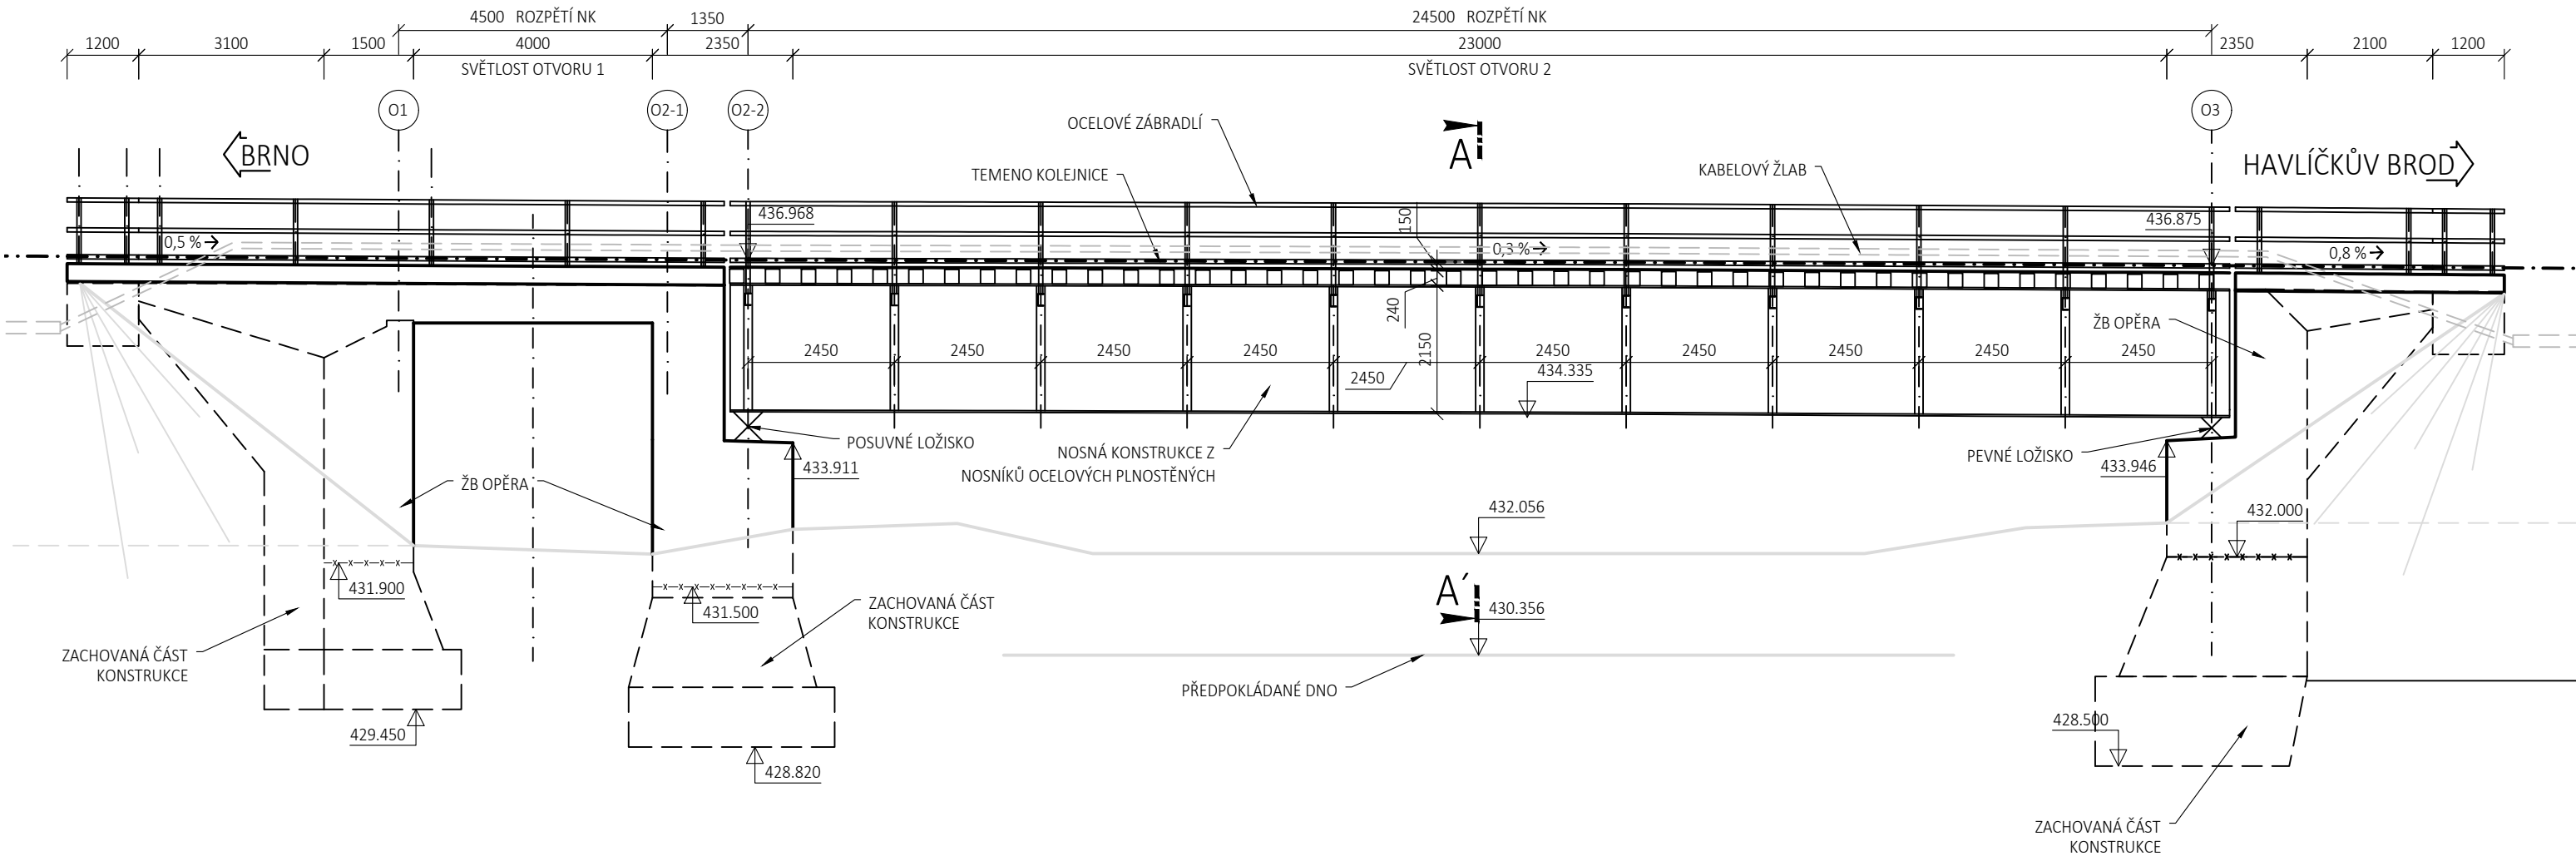 4500 ROZPĚTÍ NK
1350
24500 ROZPĚTÍ NK
1200
3100
1500
4000
2350
23000
2350
2100
1200
SVĚTLOST OTVORU 1
SVĚTLOST OTVORU 2
O1
O2-1
O2-2
O3
OCELOVÉ ZÁBRADLÍ
A
BRNO
TEMENO KOLEJNICE
KABELOVÝ ŽLAB
HAVLÍČKŮV BROD
436.968
150
436.875
0,5 %
0,3 %
0,8 %
240
ŽB OPĚRA
2150
2450
2450
2450
2450
2450
2450
2450
2450
2450
2450
434.335
POSUVNÉ LOŽISKO
NOSNÁ KONSTRUKCE Z
NOSNÍKŮ OCELOVÝCH PLNOSTĚNÝCH
PEVNÉ LOŽISKO
433.911
433.946
ŽB OPĚRA
432.056
432.000
431.900
431.500
ZACHOVANÁ ČÁST
KONSTRUKCE
A´
430.356
ZACHOVANÁ ČÁST
KONSTRUKCE
PŘEDPOKLÁDANÉ DNO
429.450
428.500
428.820
ZACHOVANÁ ČÁST
KONSTRUKCE